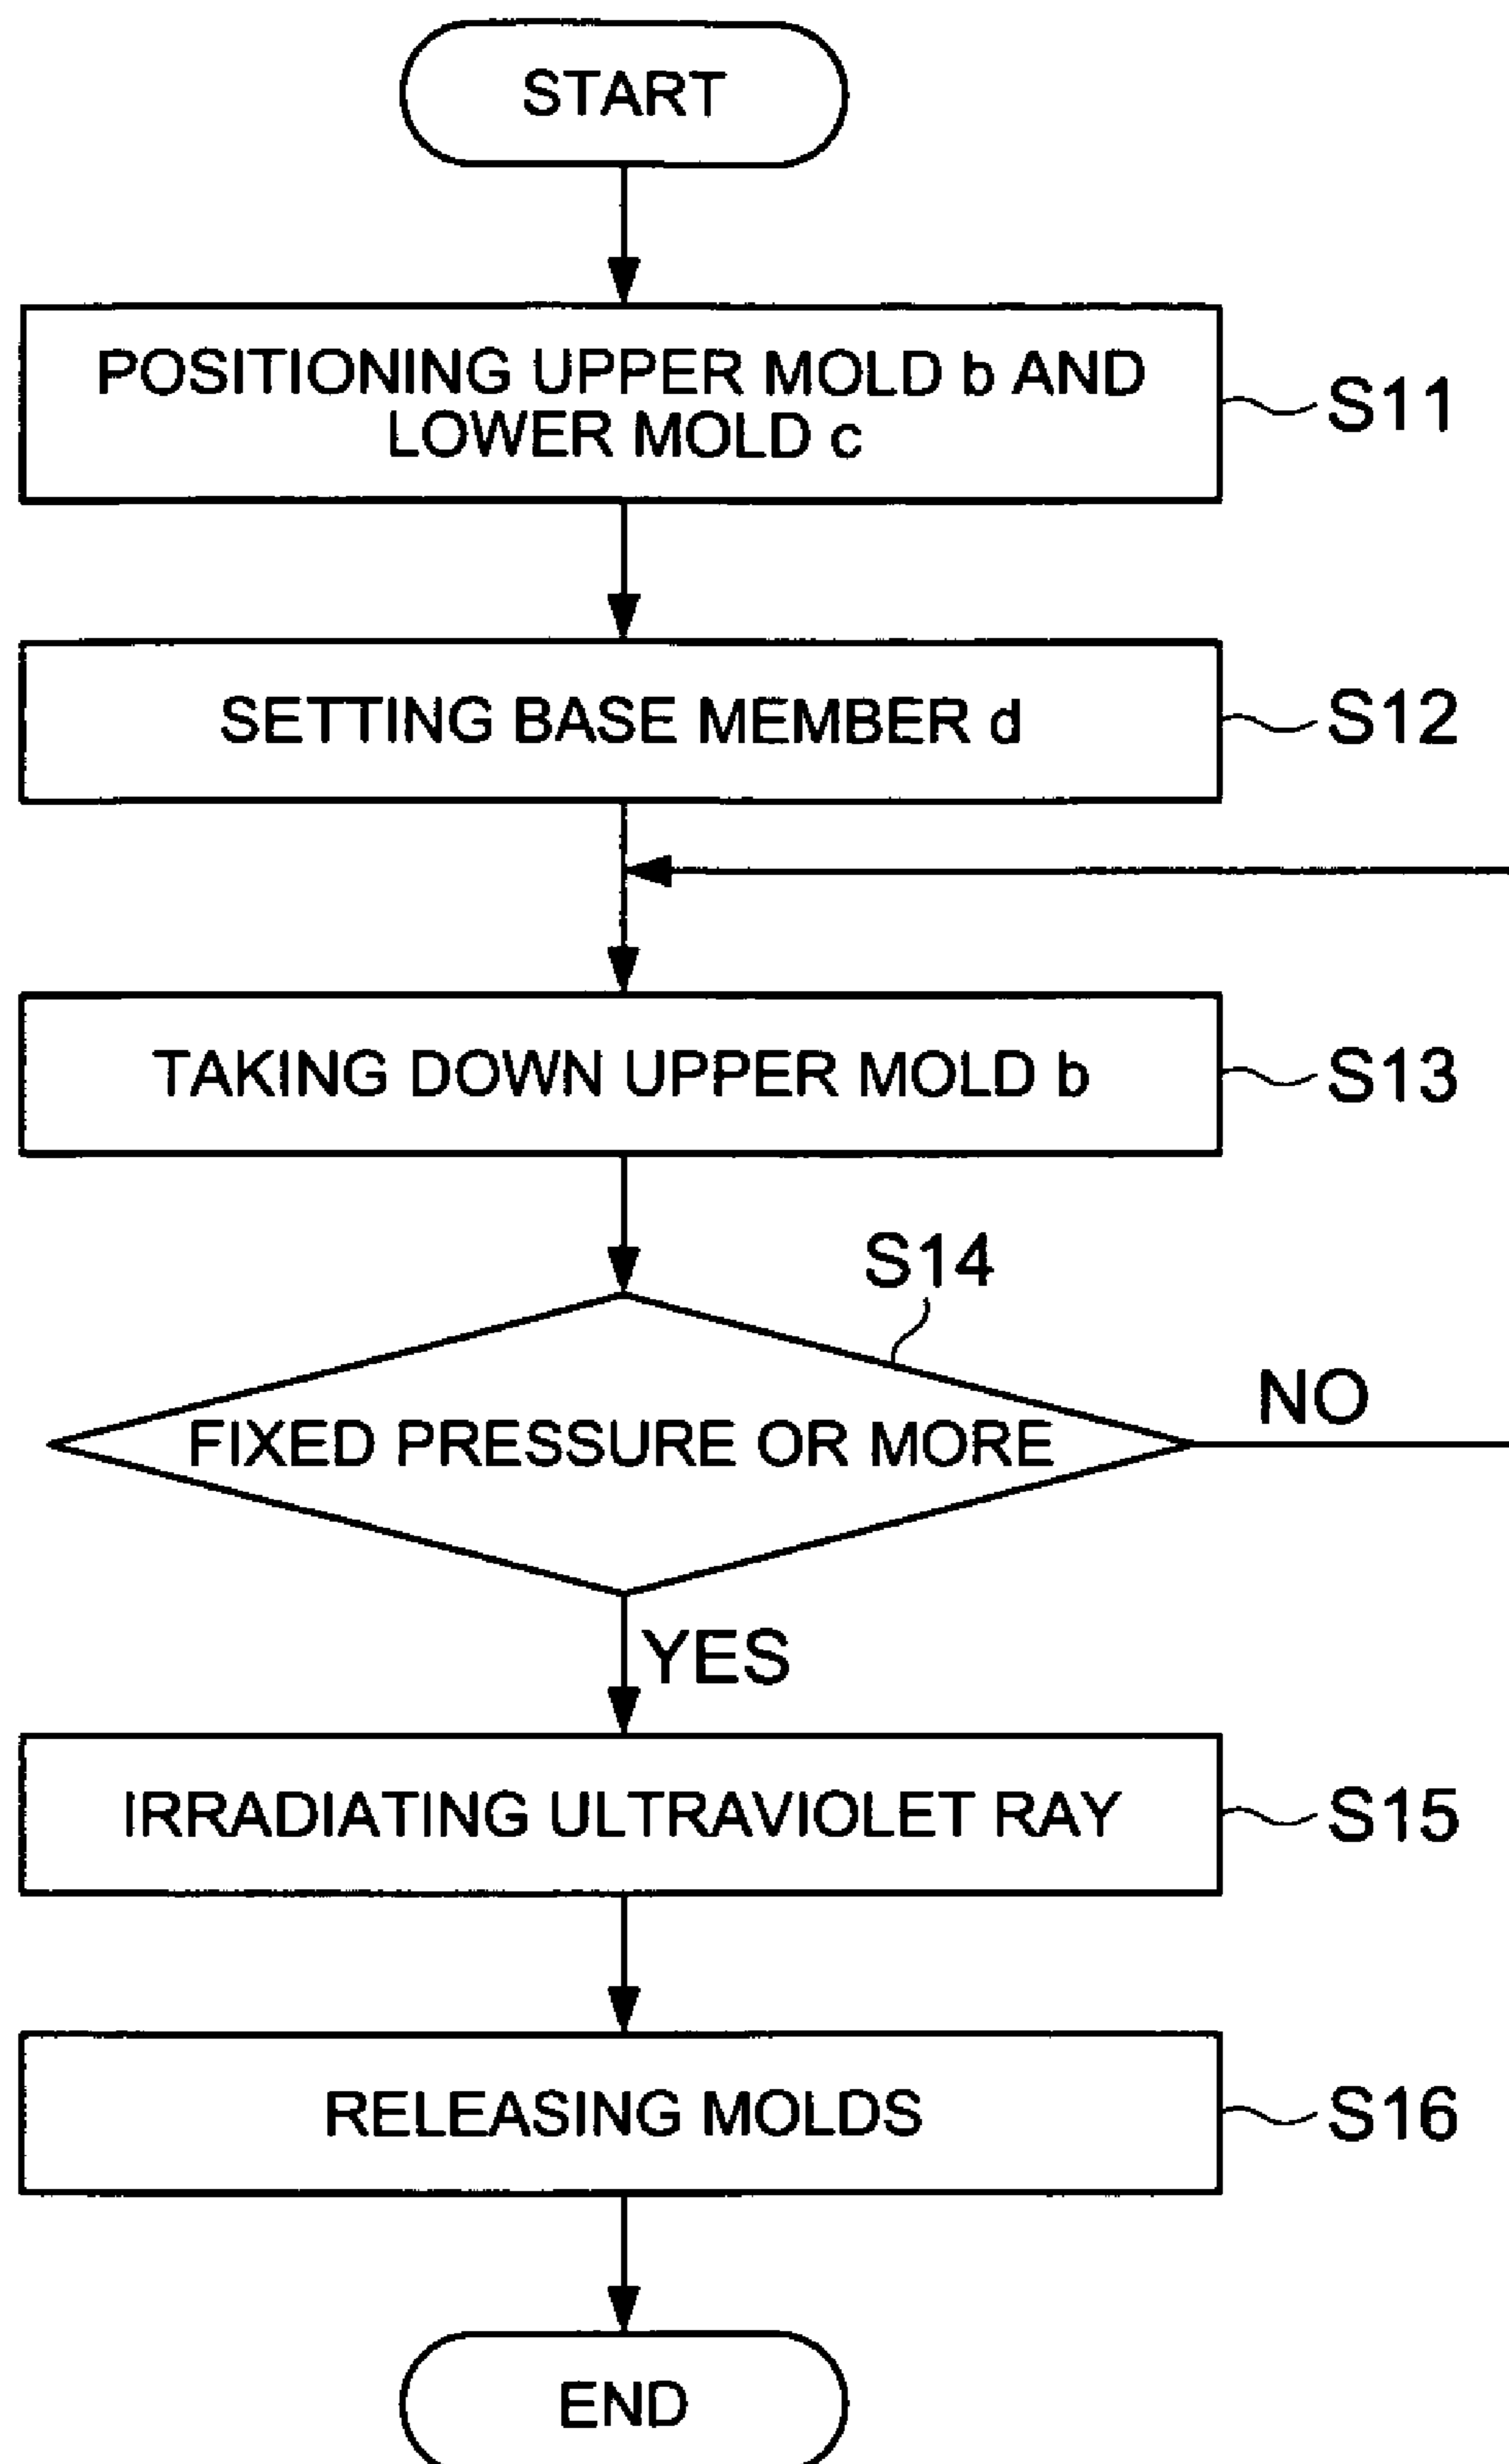 START
POSITIONING UPPER MOLD b AND
LOWER MOLD c
S11
SETTING BASE MEMBER d
S12
TAKING DOWN UPPER MOLD b
S13
S14
FIXED PRESSURE OR MORE
NO
YES
IRRADIATING ULTRAVIOLET RAY
S15
RELEASING MOLDS
S16
END